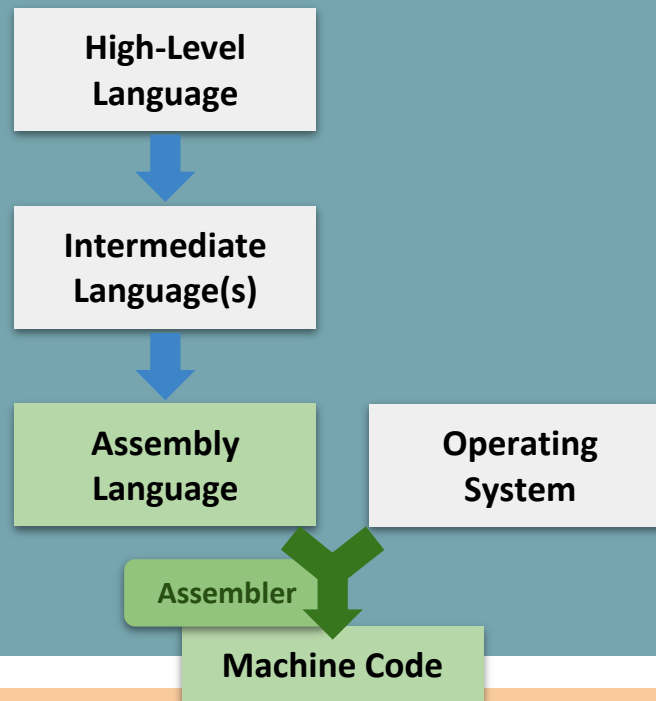 High-Level
Language
Intermediate
Language(s)
Assembly
Language
Operating
System
Assembler
Machine Code